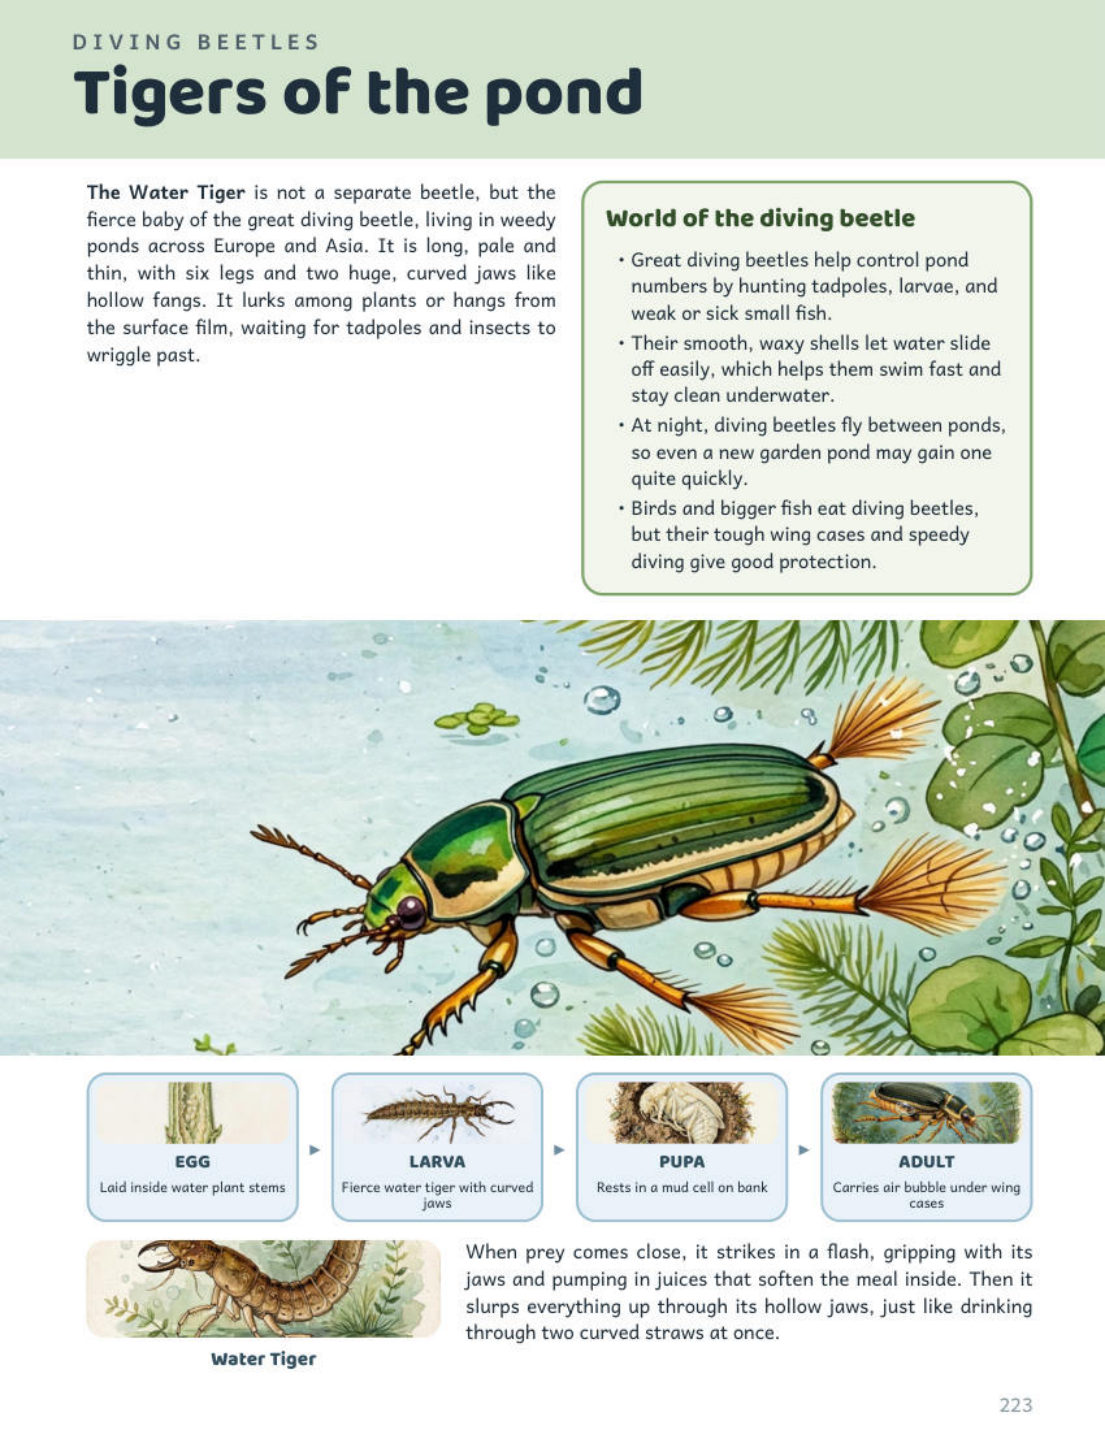 DIVING BEETLES
Tigers of the pond
The Water Tiger is not a separate beetle, but the
fierce baby of the great diving beetle, living in weedy
ponds across Europe and Asia. It is long, pale and
thin, with six legs and two huge, curved jaws like
hollow fangs. It lurks among plants or hangs from
the surface film, waiting for tadpoles and insects to
wriggle past.
World of the diving beetle
• Great diving beetles help control pond
numbers by hunting tadpoles, larvae, and
weak or sick small fish.
• Their smooth, waxy shells let water slide
off easily, which helps them swim fast and
stay clean underwater.
• At night, diving beetles fly between ponds,
so even a new garden pond may gain one
quite quickly.
• Birds and bigger fish eat diving beetles,
but their tough wing cases and speedy
diving give good protection.
EGG
Laid inside water plant stems
LARVA
Fierce water tiger with curved
jaws
PUPA
Rests in a mud cell on bank
ADULT
Carries air bubble under wing
cases
Water Tiger
When prey comes close, it strikes in a flash, gripping with its
jaws and pumping in juices that soften the meal inside. Then it
slurps everything up through its hollow jaws, just like drinking
through two curved straws at once.
223